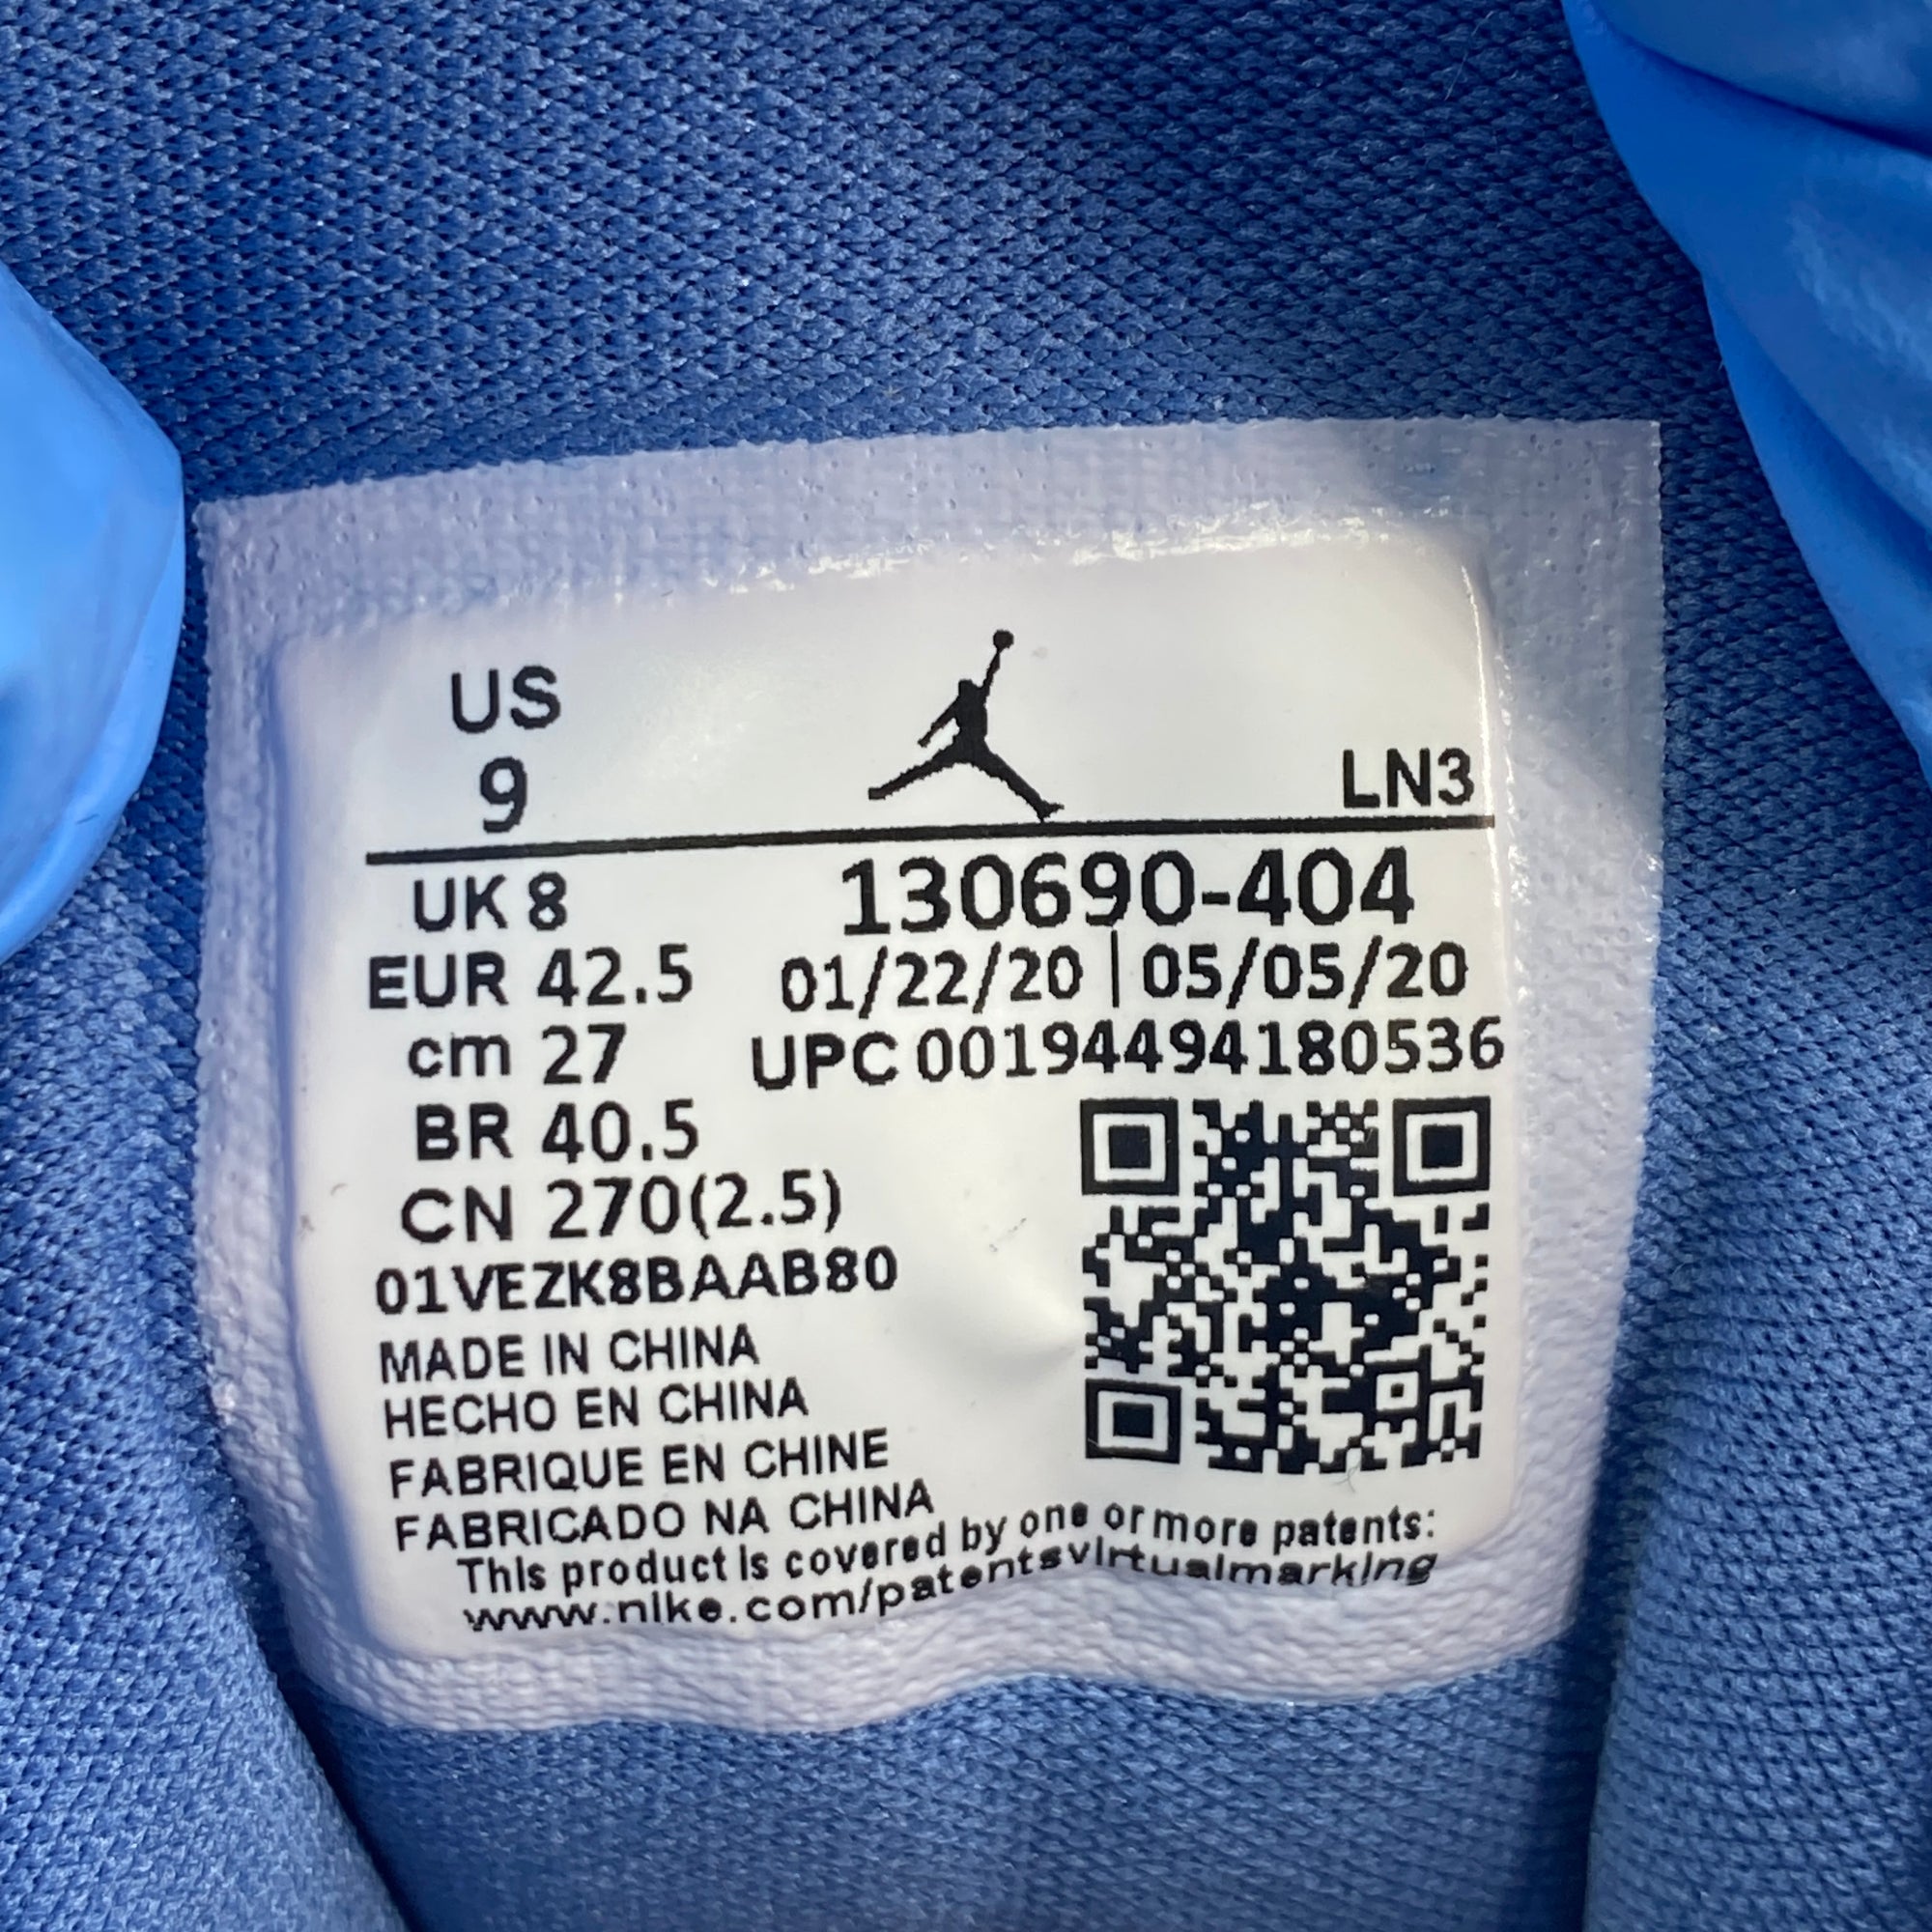 US
9
LN3
UK 8
130690-404
EUR 42.5
01/22/20 | 05/05/20
cm 27
UPC 00194494180536
BR 40.5
CN 270(2.5)
01VEZK8BAAB80
MADE IN CHINA
HECHO EN CHINA
FABRIQUE EN CHINE
FABRICADO NA CHINA
This product is covered by one or more patents:
www.nike.com/patentsvirtualmarking